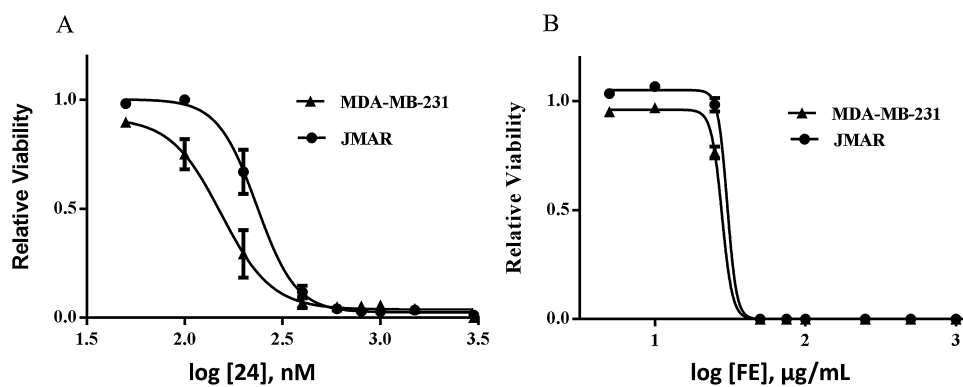 A
Relative Viability
1.0
0.5
0.0
1.5
2.0
2.5
3.0
3.5
log [24], nM
MDA-MB-231
JMAR
B
Relative Viability
1.0
0.5
0.0
1
2
3
log [FE], µg/mL
MDA-MB-231
JMAR